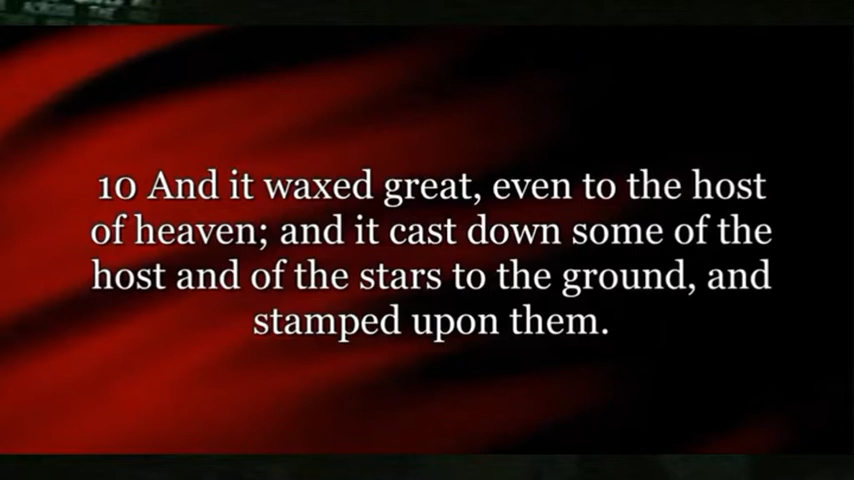 10 And it waxed great, even to the host
of heaven; and it cast down some of the
host and of the stars to the ground, and
stamped upon them.